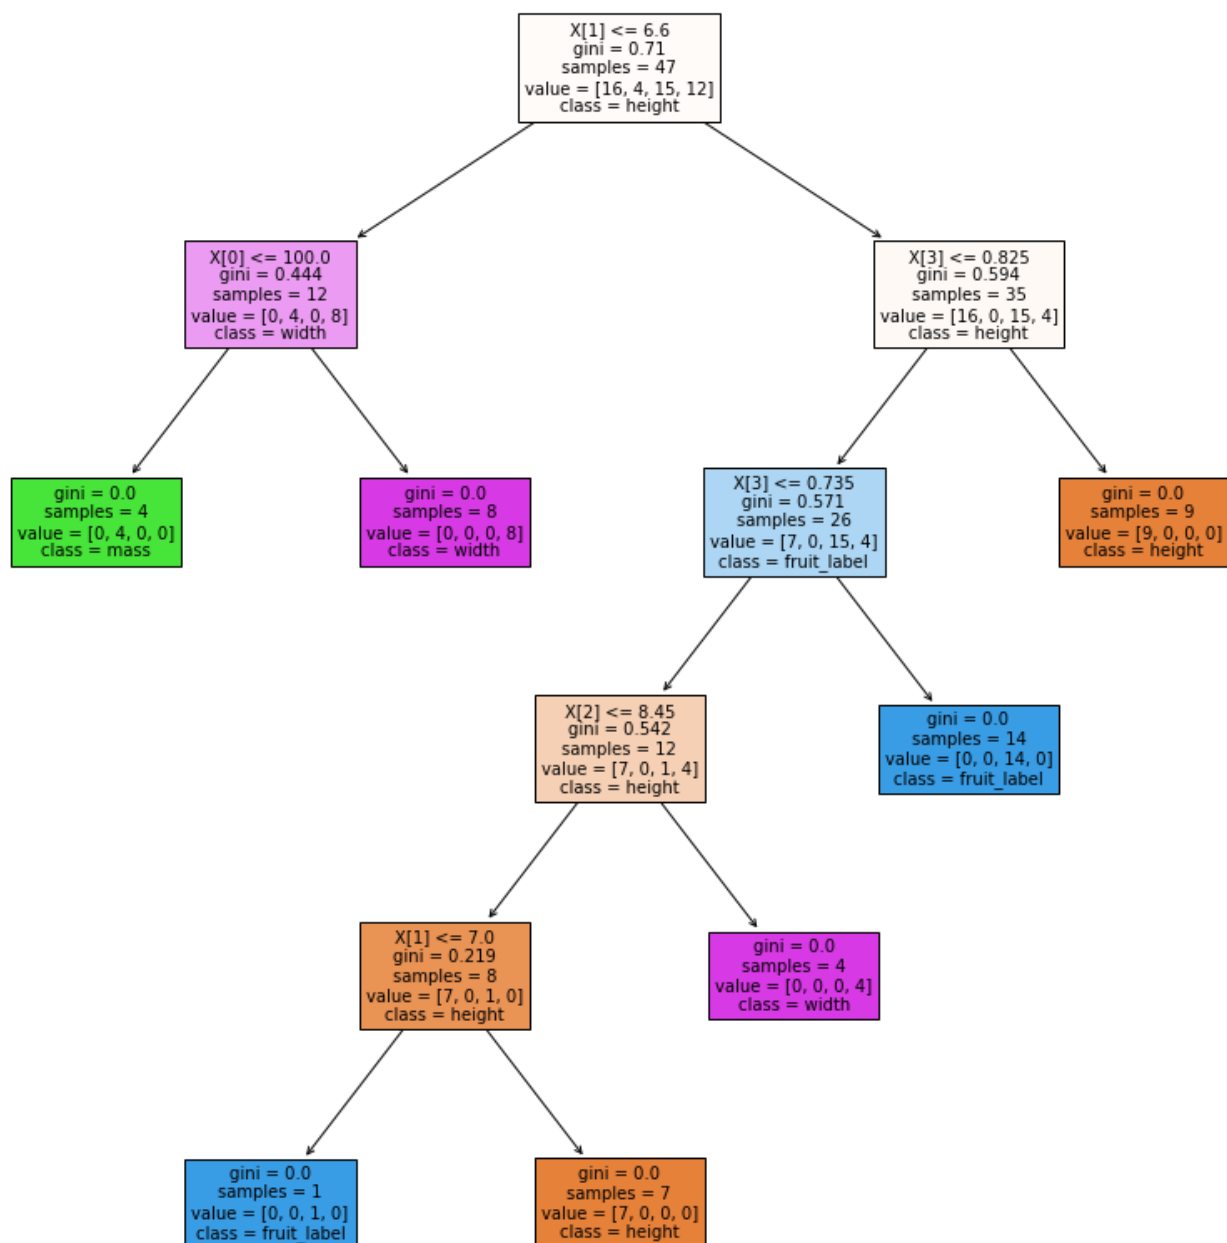 X[1] <= 6.6
gini = 0.71
samples = 47
value = [16, 4, 15, 12]
class = height
X[0] <= 100.0
gini = 0.444
samples = 12
value = [0, 4, 0, 8]
class = width
X[3] <= 0.825
gini = 0.594
samples = 35
value = [16, 0, 15, 4]
class = height
gini = 0.0
samples = 4
value = [0, 4, 0, 0]
class = mass
gini = 0.0
samples = 8
value = [0, 0, 0, 8]
class = width
X[3] <= 0.735
gini = 0.571
samples = 26
value = [7, 0, 15, 4]
class = fruit_label
gini = 0.0
samples = 9
value = [9, 0, 0, 0]
class = height
X[2] <= 8.45
gini = 0.542
samples = 12
value = [7, 0, 1, 4]
class = height
gini = 0.0
samples = 14
value = [0, 0, 14, 0]
class = fruit_label
X[1] <= 7.0
gini = 0.219
samples = 8
value = [7, 0, 1, 0]
class = height
gini = 0.0
samples = 4
value = [0, 0, 0, 4]
class = width
gini = 0.0
samples = 1
value = [0, 0, 1, 0]
class = fruit_label
gini = 0.0
samples = 7
value = [7, 0, 0, 0]
class = height